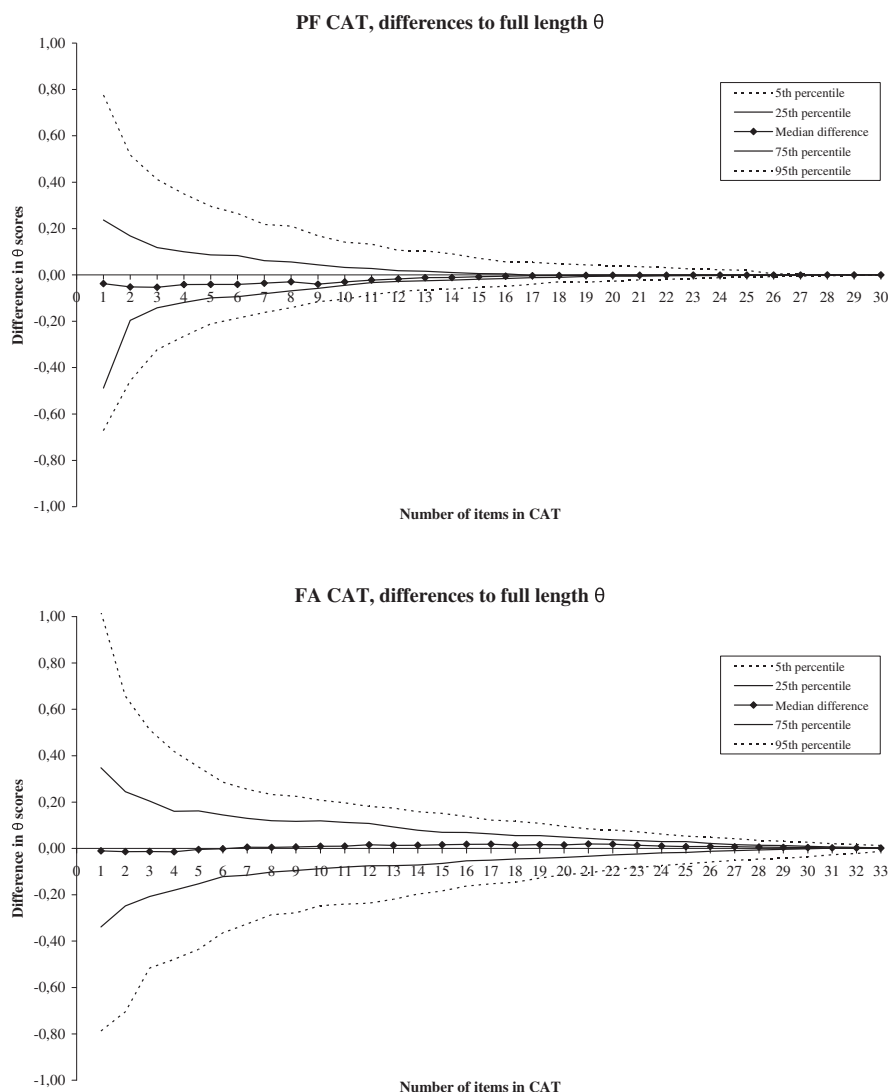 PF CAT, differences to full length θ
1,00
0,80
0,60
0,40
0,20
0,00
-0,20
-0,40
-0,60
-0,80
-1,00
Difference in θ scores
0 1 2 3 4 5 6 7 8 9 10 11 12 13 14 15 16 17 18 19 20 21 22 23 24 25 26 27 28 29 30
Number of items in CAT
5th percentile
25th percentile
Median difference
75th percentile
95th percentile
FA CAT, differences to full length θ
1,00
0,80
0,60
0,40
0,20
0,00
-0,20
-0,40
-0,60
-0,80
-1,00
Difference in θ scores
0 1 2 3 4 5 6 7 8 9 10 11 12 13 14 15 16 17 18 19 20 21 22 23 24 25 26 27 28 29 30 31 32 33
Number of items in CAT
5th percentile
25th percentile
Median difference
75th percentile
95th percentile